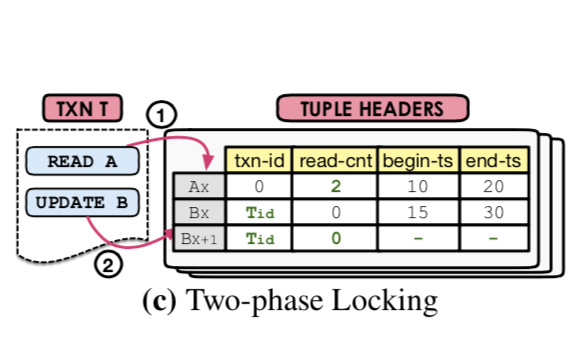 TXN T
1
TUPLE HEADERS
READ A
UPDATE B
2
txn-id read-cnt begin-ts end-ts
Ax 0 2 10 20
Bx Tid 0 15 30
Bx+1 Tid 0 – –
(c) Two-phase Locking